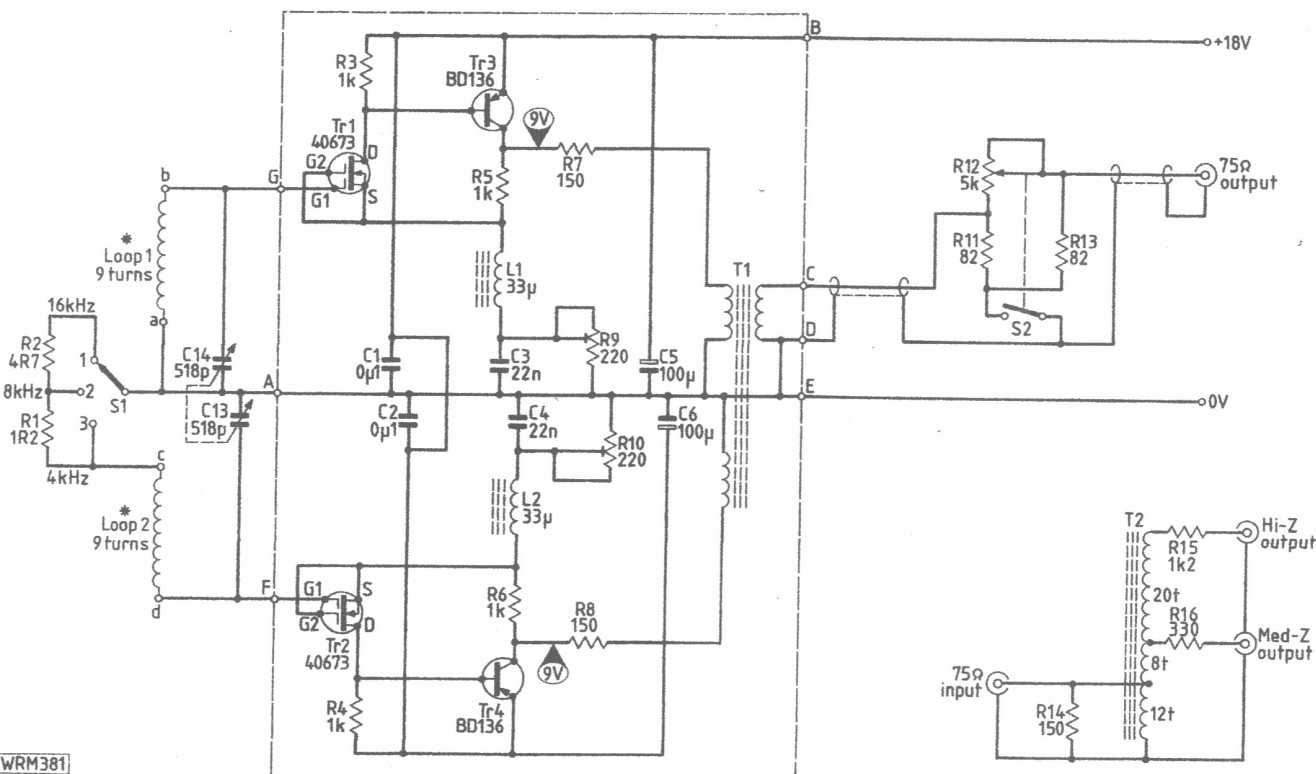 B
+18V
R3
1k
Tr3
BD136
9V
Tr1
40673
G2
D
S
G1
R7
150
R5
1k
b
G
*
Loop 1
9 turns
a
16kHz
R2
4R7
8kHz
R1
1R2
4kHz
1
2
3
S1
C14
518p
C13
518p
A
C1
0µ1
C2
0µ1
L1
33µ
C3
22n
C4
22n
R9
220
R10
220
C5
100µ
C6
100µ
T1
C
D
E
0V
R12
5k
R11
82
R13
82
S2
75Ω
output
c
*
Loop 2
9 turns
d
F
G1
G2
S
D
Tr2
40673
L2
33µ
R6
1k
R8
150
9V
R4
1k
Tr4
BD136
T2
R15
1k2
Hi-Z
output
20t
R16
330
Med-Z
output
8t
75Ω
input
R14
150
12t
WRM381